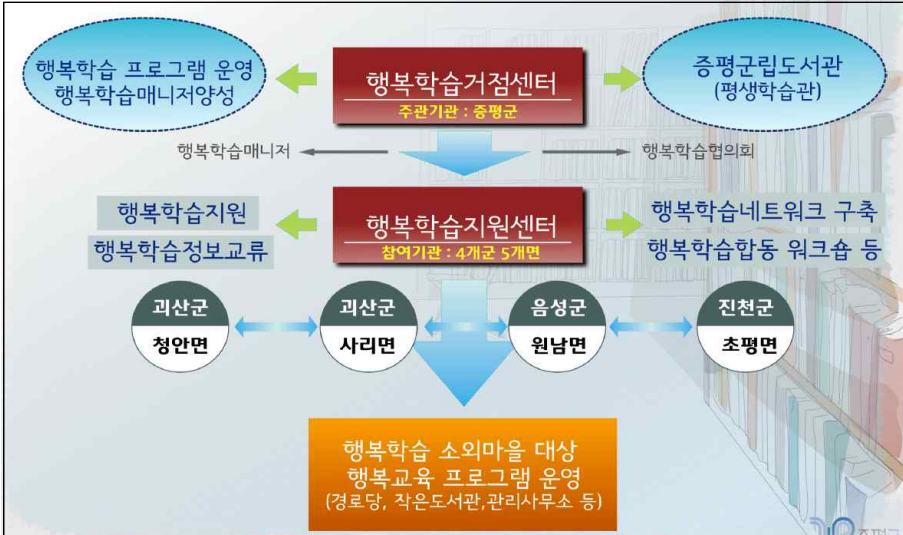 행복학습 프로그램 운영
행복학습매니저양성
행복학습거점센터
주관기관 : 증평군
증평군립도서관
(평생학습관)
행복학습매니저
행복학습협의회
행복학습지원
행복학습정보교류
행복학습지원센터
참여기관 : 4개군 5개면
행복학습네트워크 구축
행복학습합동 워크숍 등
괴산군
청안면
괴산군
사리면
음성군
원남면
진천군
초평면
행복학습 소외마을 대상
행복교육 프로그램 운영
(경로당, 작은도서관,관리사무소 등)
증평군